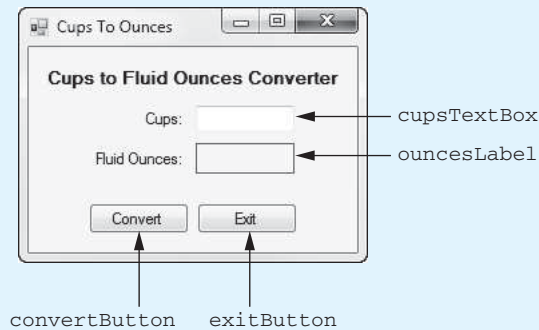 Cups To Ounces
Cups to Fluid Ounces Converter
Cups:
cupsTextBox
Fluid Ounces:
ouncesLabel
Convert Exit
convertButton exitButton